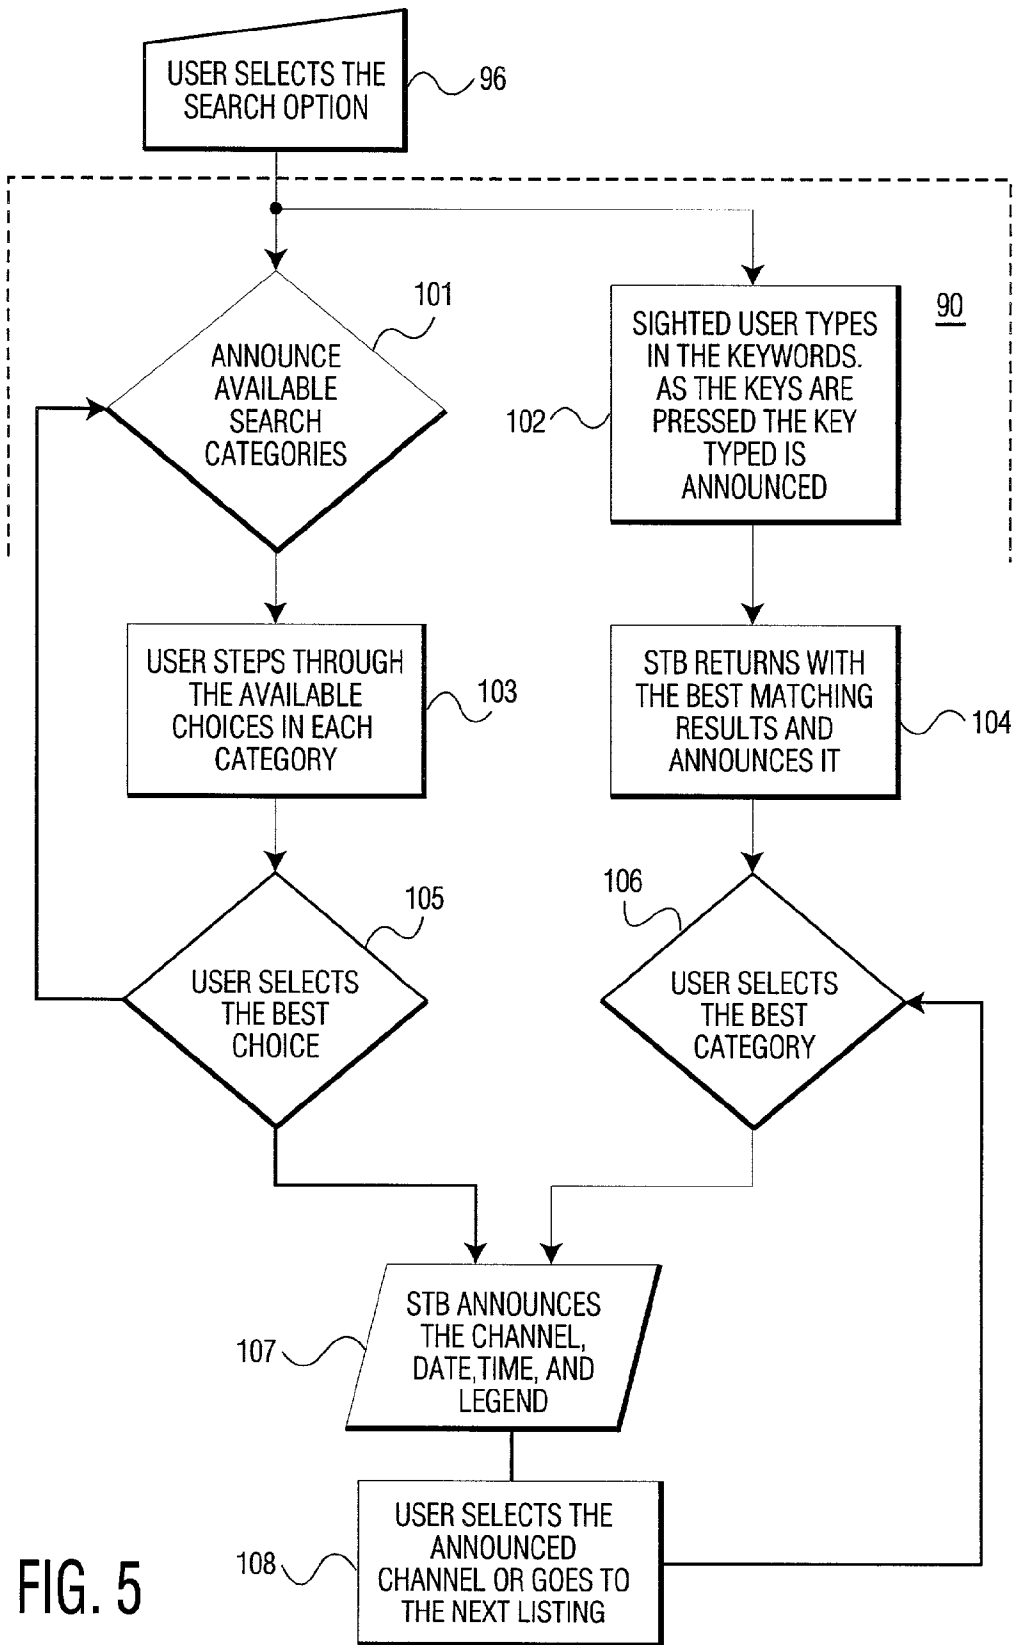 USER SELECTS THE
SEARCH OPTION
96
90
101
ANNOUNCE
AVAILABLE
SEARCH
CATEGORIES
102
SIGHTED USER TYPES
IN THE KEYWORDS.
AS THE KEYS ARE
PRESSED THE KEY
TYPED IS
ANNOUNCED
USER STEPS THROUGH
THE AVAILABLE
CHOICES IN EACH
CATEGORY
103
STB RETURNS WITH
THE BEST MATCHING
RESULTS AND
ANNOUNCES IT
104
105
USER SELECTS
THE BEST
CHOICE
106
USER SELECTS
THE BEST
CATEGORY
107
STB ANNOUNCES
THE CHANNEL,
DATE,TIME, AND
LEGEND
108
USER SELECTS THE
ANNOUNCED
CHANNEL OR GOES TO
THE NEXT LISTING
FIG. 5